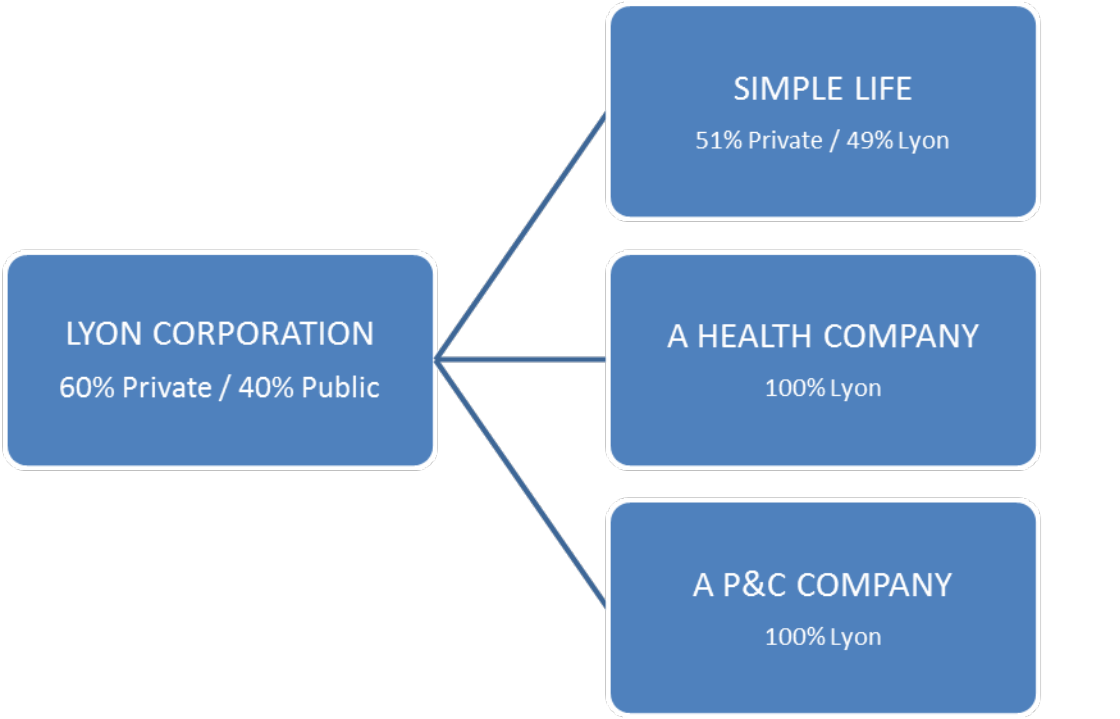 SIMPLE LIFE
51% Private / 49% Lyon
LYON CORPORATION
60% Private / 40% Public
A HEALTH COMPANY
100% Lyon
A P&C COMPANY
100% Lyon